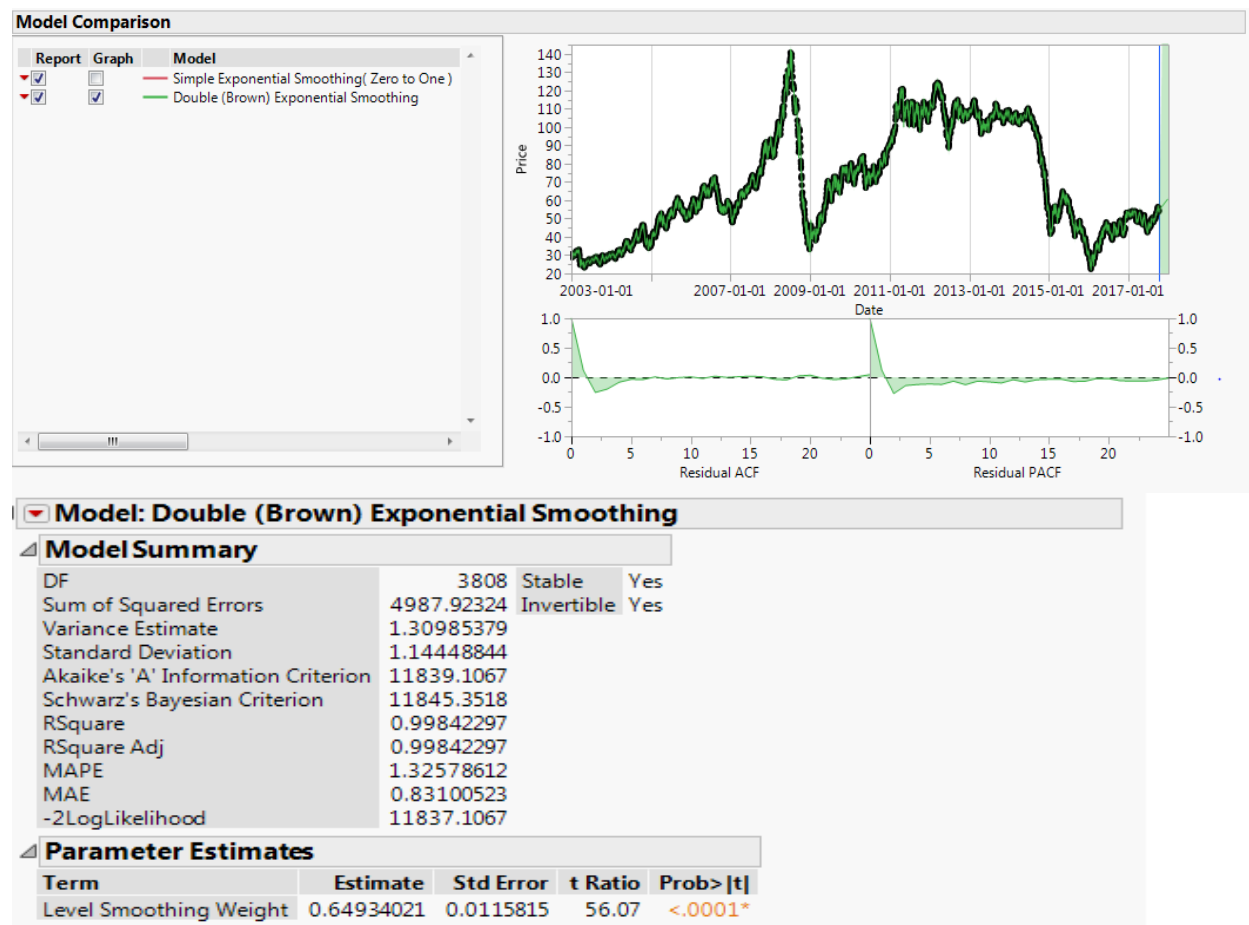 Model Comparison
Report Graph Model
Simple Exponential Smoothing( Zero to One )
Double (Brown) Exponential Smoothing
140
130
120
110
100
90
80
70
60
50
40
30
20
Price
2003-01-01 2007-01-01 2009-01-01 2011-01-01 2013-01-01 2015-01-01 2017-01-01
Date
1.0 1.0
0.5 0.5
0.0 0.0
-0.5 -0.5
-1.0 -1.0
0 5 10 15 20 0 5 10 15 20
Residual ACF Residual PACF
Model: Double (Brown) Exponential Smoothing
Model Summary
DF 3808 Stable Yes
Sum of Squared Errors 4987.92324 Invertible Yes
Variance Estimate 1.30985379
Standard Deviation 1.14448844
Akaike's 'A' Information Criterion 11839.1067
Schwarz's Bayesian Criterion 11845.3518
RSquare 0.99842297
RSquare Adj 0.99842297
MAPE 1.32578612
MAE 0.83100523
-2LogLikelihood 11837.1067
Parameter Estimates
Term Estimate Std Error t Ratio Prob>|t|
Level Smoothing Weight 0.64934021 0.0115815 56.07 <.0001*